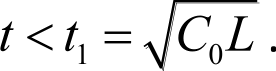 t < t₁ = √(C₀L) .